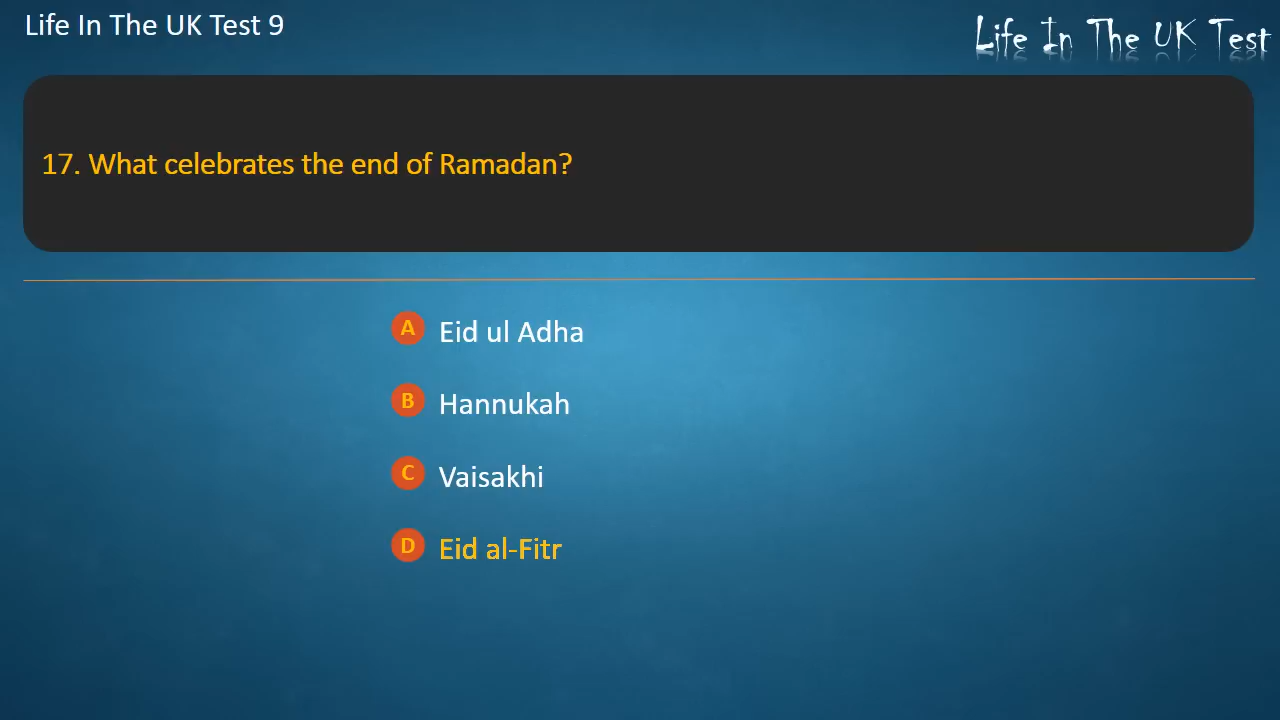 Life In The UK Test 9
Life In The UK Test
17. What celebrates the end of Ramadan?
A Eid ul Adha
B Hannukah
C Vaisakhi
D Eid al-Fitr